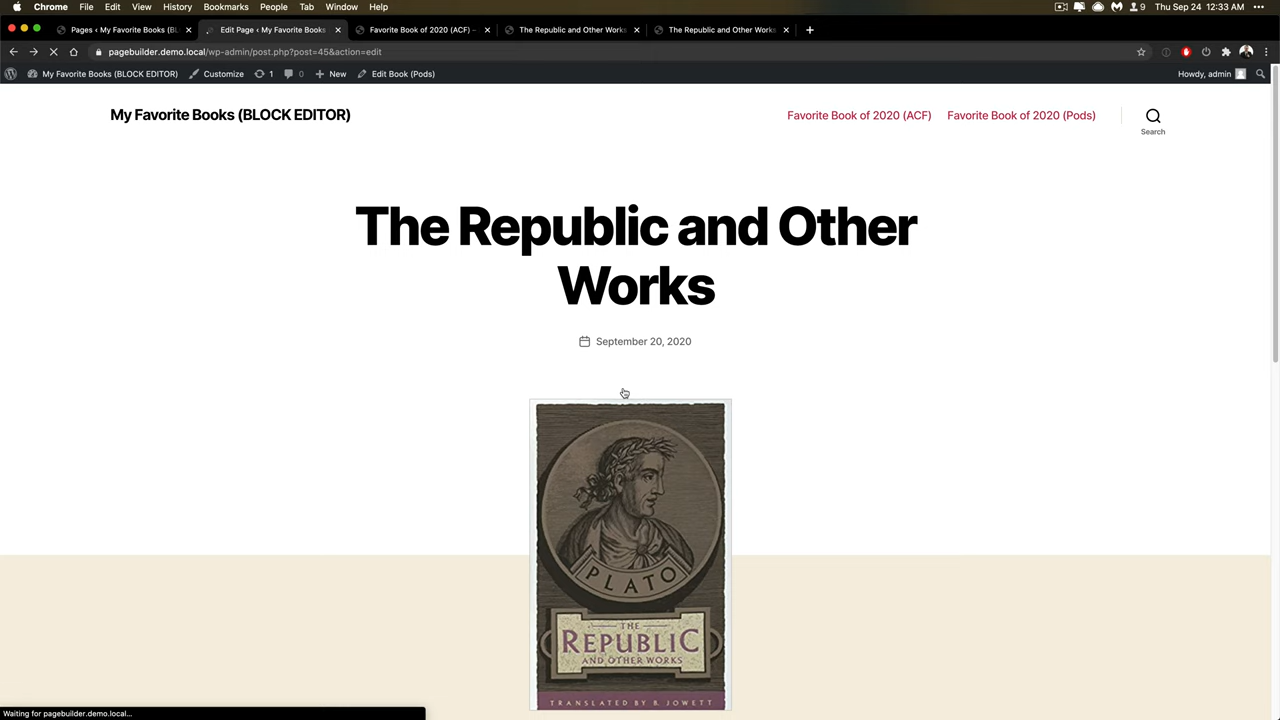 Chrome File Edit View History Bookmarks People Tab Window Help 9 Thu Sep 24 12:33 AM
Pages ‹ My Favorite Books (BL Edit Page ‹ My Favorite Books Favorite Book of 2020 (ACF) – The Republic and Other Works The Republic and Other Works
pagebuilder.demo.local/wp-admin/post.php?post=45&action=edit
My Favorite Books (BLOCK EDITOR) Customize 1 0 New Edit Book (Pods) Howdy, admin
My Favorite Books (BLOCK EDITOR) Favorite Book of 2020 (ACF) Favorite Book of 2020 (Pods)
Search
The Republic and Other
Works
September 20, 2020
PLATO
THE
REPUBLIC
AND OTHER WORKS
TRANSLATED BY B. JOWETT
Waiting for pagebuilder.demo.local...